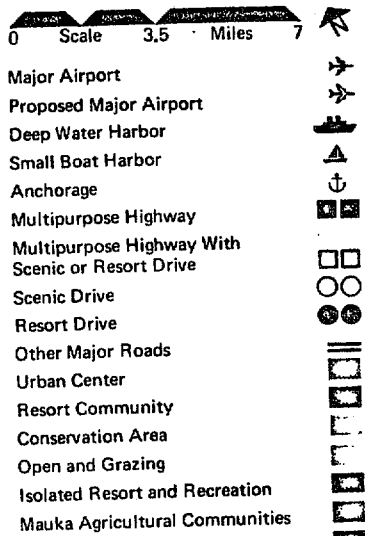 0 Scale 3.5 Miles 7
Major Airport
Proposed Major Airport
Deep Water Harbor
Small Boat Harbor
Anchorage
Multipurpose Highway
Multipurpose Highway With
Scenic or Resort Drive
Scenic Drive
Resort Drive
Other Major Roads
Urban Center
Resort Community
Conservation Area
Open and Grazing
Isolated Resort and Recreation
Mauka Agricultural Communities